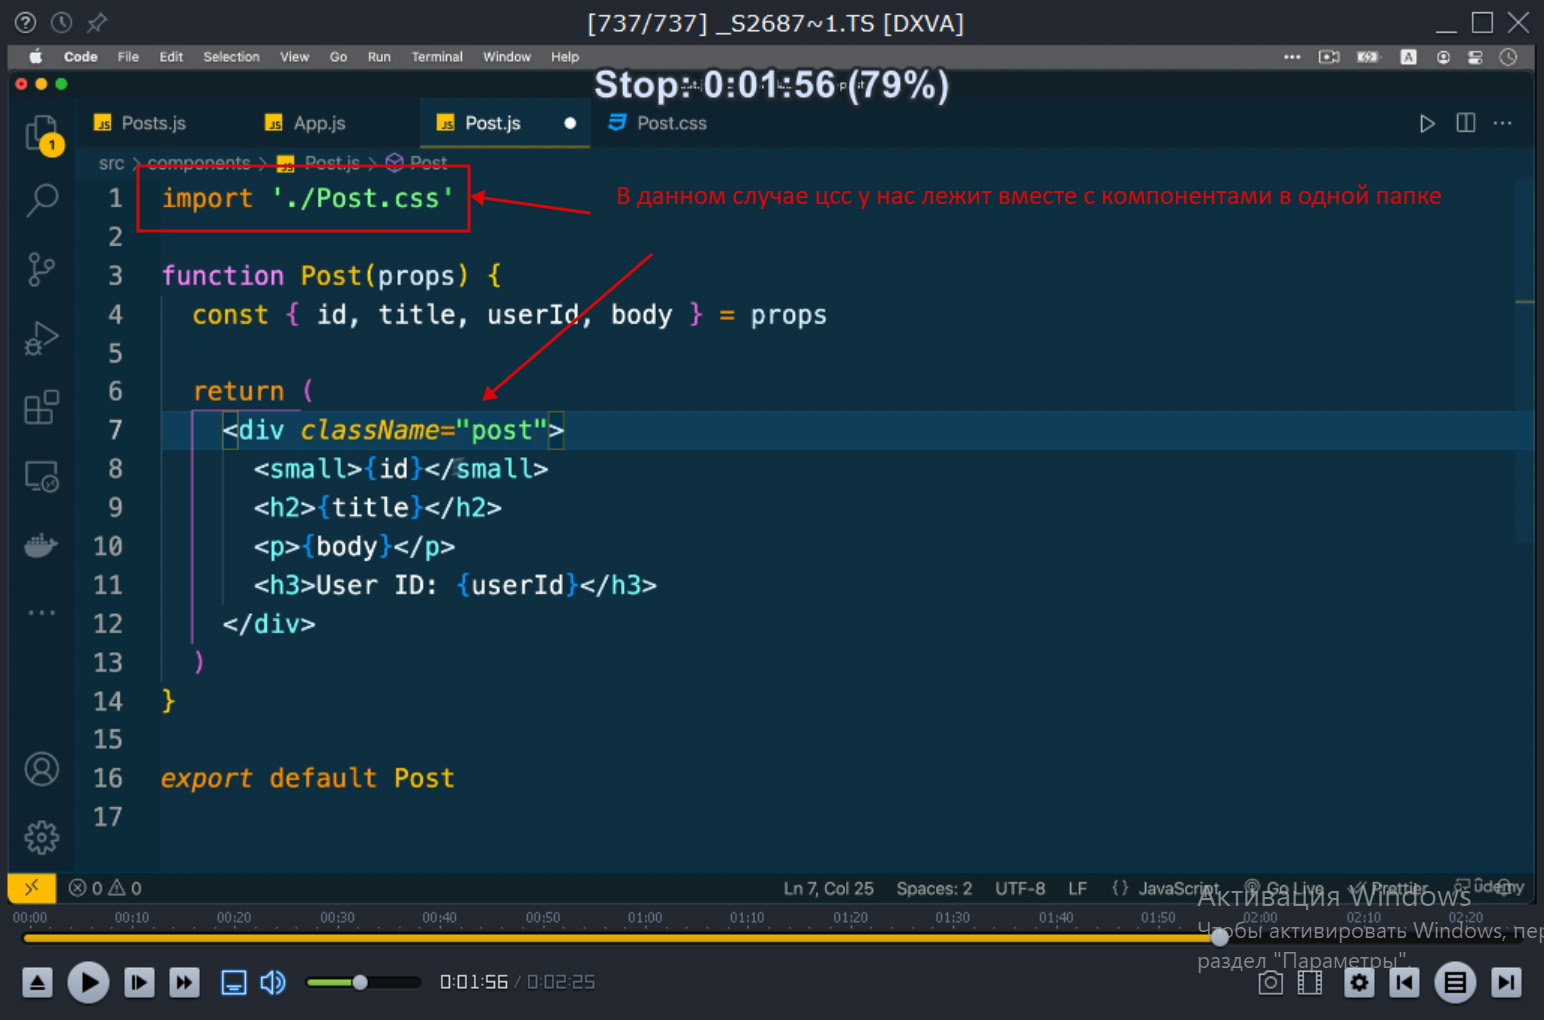 [737/737] _S2687~1.TS [DXVA]
Code File Edit Selection View Go Run Terminal Window Help
A
Stop: 0:01:56 (79%)
JS Posts.js JS App.js JS Post.js Post.css
1
src > components > JS Post.js > Post
1 import './Post.css'
В данном случае цсс у нас лежит вместе с компонентами в одной папке
2
3 function Post(props) {
4 const { id, title, userId, body } = props
5
6 return (
7 <div className="post">
8 <small>{id}</small>
9 <h2>{title}</h2>
10 <p>{body}</p>
11 <h3>User ID: {userId}</h3>
12 </div>
13 )
14 }
15
16 export default Post
17
0 0 Ln 7, Col 25 Spaces: 2 UTF-8 LF {} JavaScript Go Live Prettier
ûdemy
Активация Windows
00:00 00:10 00:20 00:30 00:40 00:50 01:00 01:10 01:20 01:30 01:40 01:50 02:00 02:10 02:20
Чтобы активировать Windows, пер
раздел "Параметры".
0:01:56 / 0:02:25